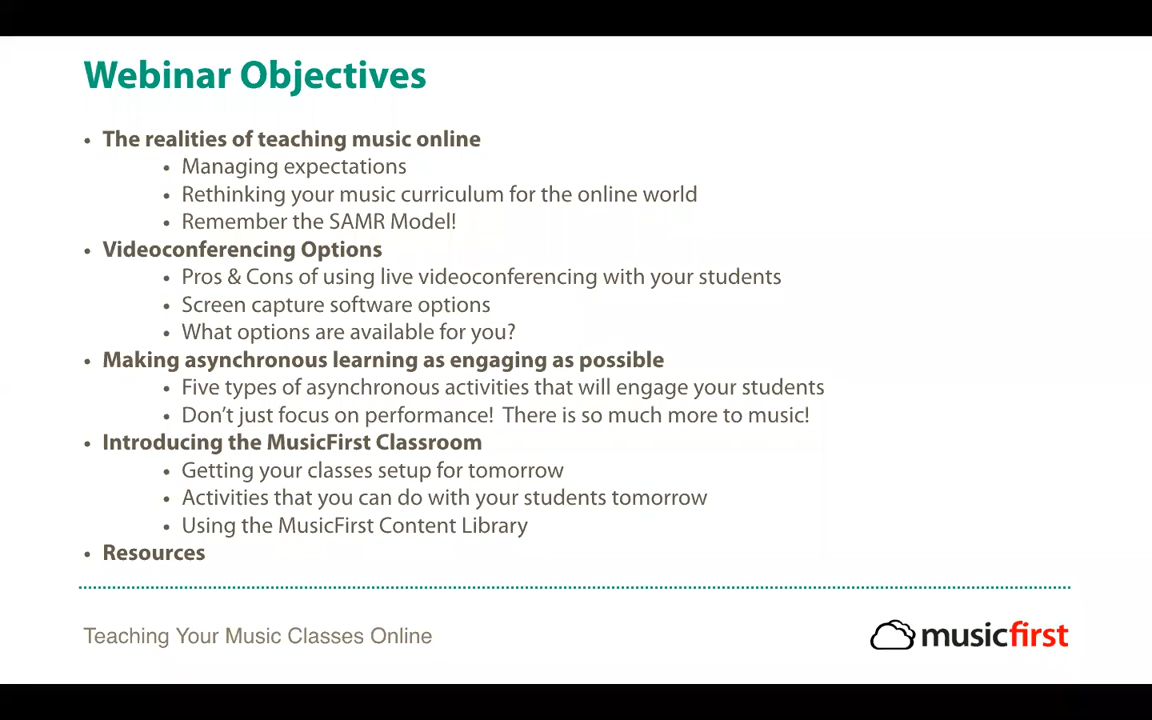 Webinar Objectives
• The realities of teaching music online
• Managing expectations
• Rethinking your music curriculum for the online world
• Remember the SAMR Model!
• Videoconferencing Options
• Pros & Cons of using live videoconferencing with your students
• Screen capture software options
• What options are available for you?
• Making asynchronous learning as engaging as possible
• Five types of asynchronous activities that will engage your students
• Don't just focus on performance!  There is so much more to music!
• Introducing the MusicFirst Classroom
• Getting your classes setup for tomorrow
• Activities that you can do with your students tomorrow
• Using the MusicFirst Content Library
• Resources
Teaching Your Music Classes Online
musicfirst